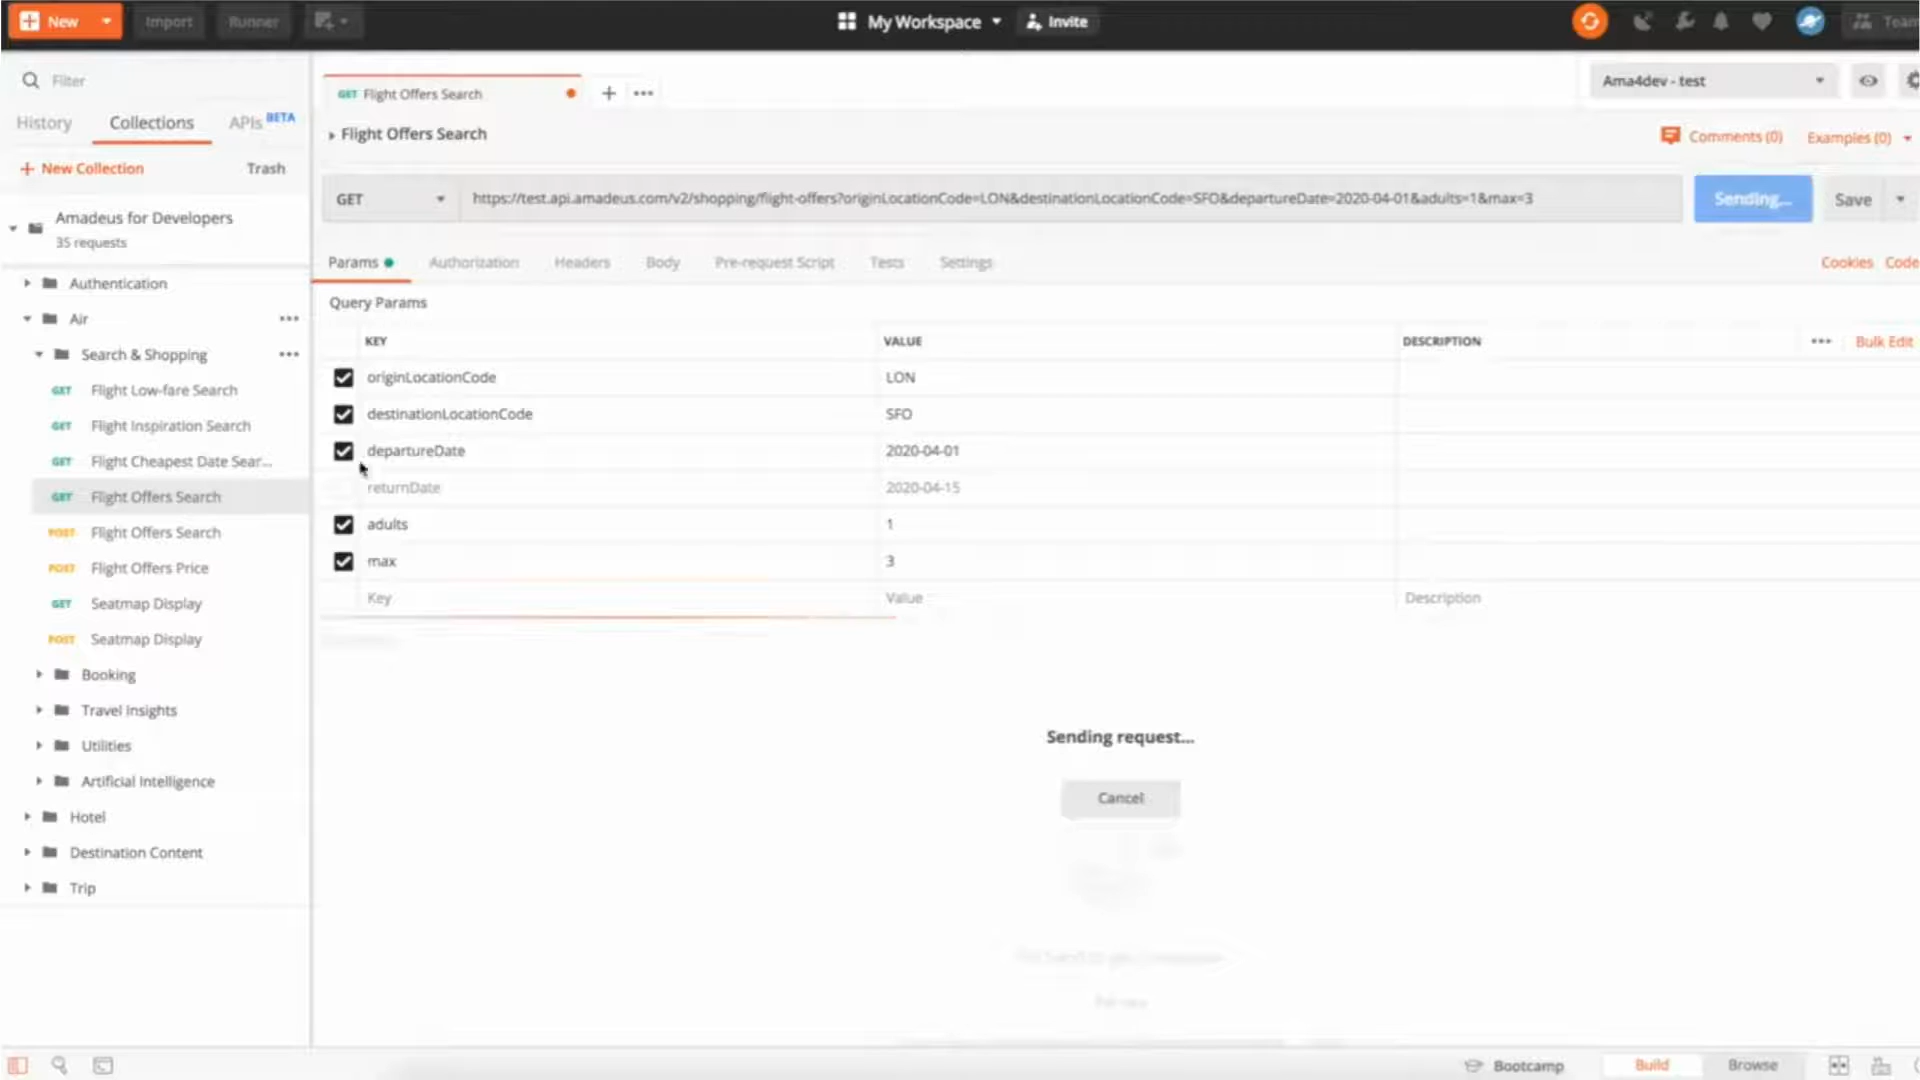 New
Import
Runner
My Workspace
Invite
Team
Filter
History
Collections
APIs BETA
+ New Collection
Trash
Amadeus for Developers
35 requests
Authentication
Air
Search & Shopping
GET Flight Low-fare Search
GET Flight Inspiration Search
GET Flight Cheapest Date Sear...
GET Flight Offers Search
POST Flight Offers Search
POST Flight Offers Price
GET Seatmap Display
POST Seatmap Display
Booking
Travel Insights
Utilities
Artificial Intelligence
Hotel
Destination Content
Trip
GET Flight Offers Search
Ama4dev - test
Flight Offers Search
Comments (0)
Examples (0)
GET
https://test.api.amadeus.com/v2/shopping/flight-offers?originLocationCode=LON&destinationLocationCode=SFO&departureDate=2020-04-01&adults=1&max=3
Sending...
Save
Params
Authorization
Headers
Body
Pre-request Script
Tests
Settings
Cookies
Code
Query Params
KEY VALUE DESCRIPTION
Bulk Edit
originLocationCode LON
destinationLocationCode SFO
departureDate 2020-04-01
returnDate 2020-04-15
adults 1
max 3
Key Value Description
Sending request...
Cancel
Bootcamp
Build
Browse